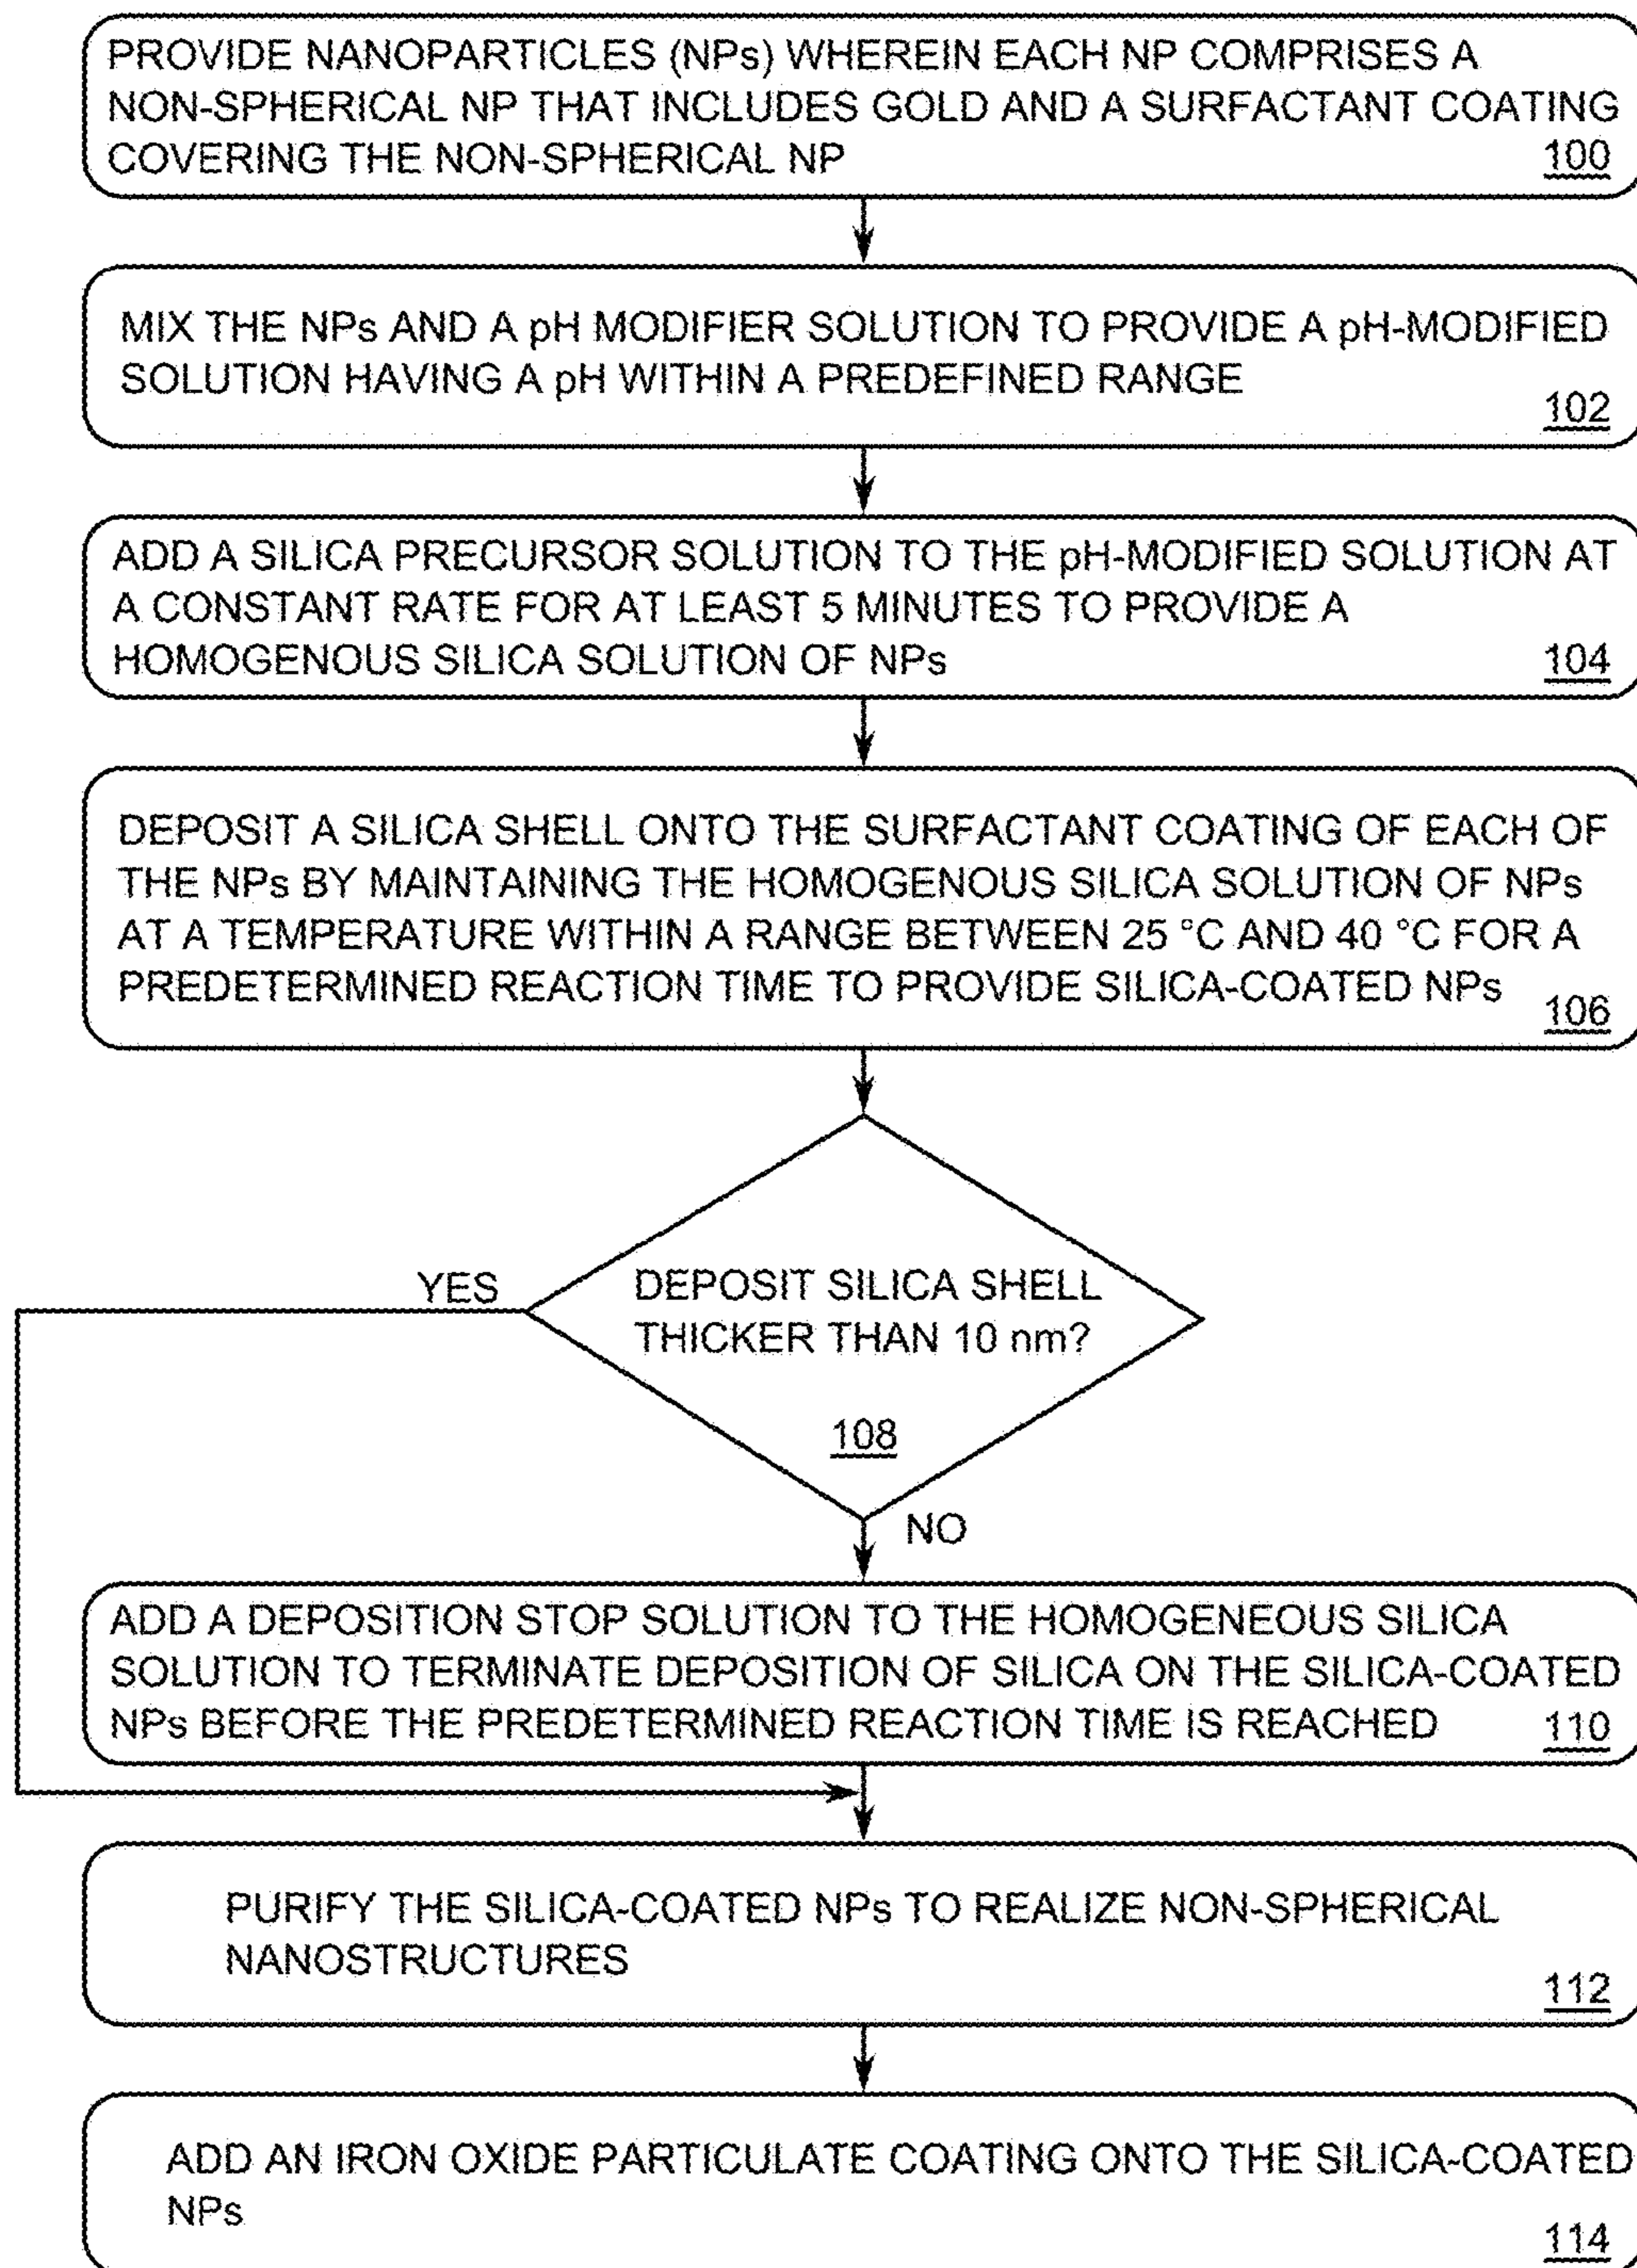 PROVIDE NANOPARTICLES (NPs) WHEREIN EACH NP COMPRISES A
NON-SPHERICAL NP THAT INCLUDES GOLD AND A SURFACTANT COATING
COVERING THE NON-SPHERICAL NP
100
MIX THE NPs AND A pH MODIFIER SOLUTION TO PROVIDE A pH-MODIFIED
SOLUTION HAVING A pH WITHIN A PREDEFINED RANGE
102
ADD A SILICA PRECURSOR SOLUTION TO THE pH-MODIFIED SOLUTION AT
A CONSTANT RATE FOR AT LEAST 5 MINUTES TO PROVIDE A
HOMOGENOUS SILICA SOLUTION OF NPs
104
DEPOSIT A SILICA SHELL ONTO THE SURFACTANT COATING OF EACH OF
THE NPs BY MAINTAINING THE HOMOGENOUS SILICA SOLUTION OF NPs
AT A TEMPERATURE WITHIN A RANGE BETWEEN 25 °C AND 40 °C FOR A
PREDETERMINED REACTION TIME TO PROVIDE SILICA-COATED NPs
106
YES
DEPOSIT SILICA SHELL
THICKER THAN 10 nm?
108
NO
ADD A DEPOSITION STOP SOLUTION TO THE HOMOGENEOUS SILICA
SOLUTION TO TERMINATE DEPOSITION OF SILICA ON THE SILICA-COATED
NPs BEFORE THE PREDETERMINED REACTION TIME IS REACHED
110
PURIFY THE SILICA-COATED NPs TO REALIZE NON-SPHERICAL
NANOSTRUCTURES
112
ADD AN IRON OXIDE PARTICULATE COATING ONTO THE SILICA-COATED
NPs
114